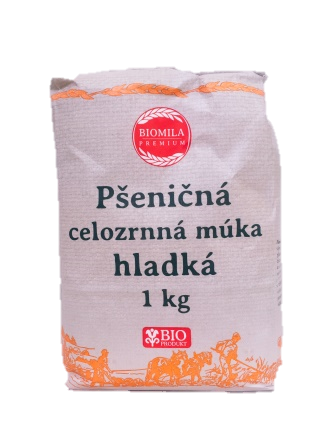 BIOMILA
PREMIUM
Pšeničná
celozrnná múka
hladká
1 kg
BIO
PRODUKT